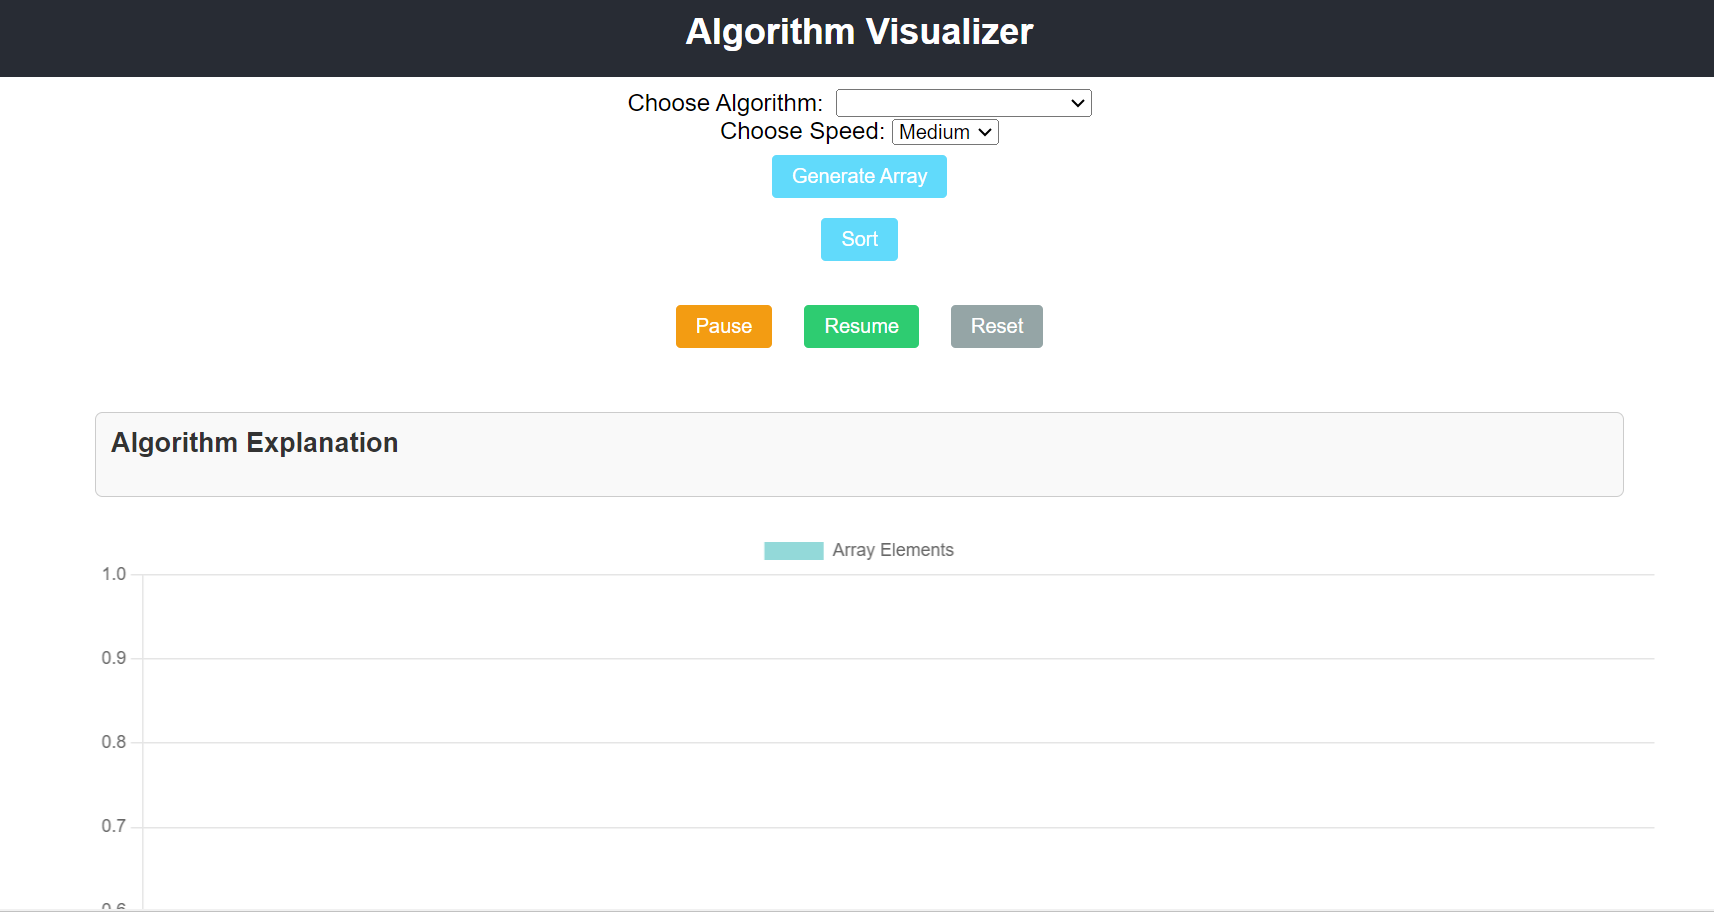 Algorithm Visualizer
Choose Algorithm:
Choose Speed: Medium
Generate Array
Sort
Pause Resume Reset
Algorithm Explanation
Array Elements
1.0
0.9
0.8
0.7